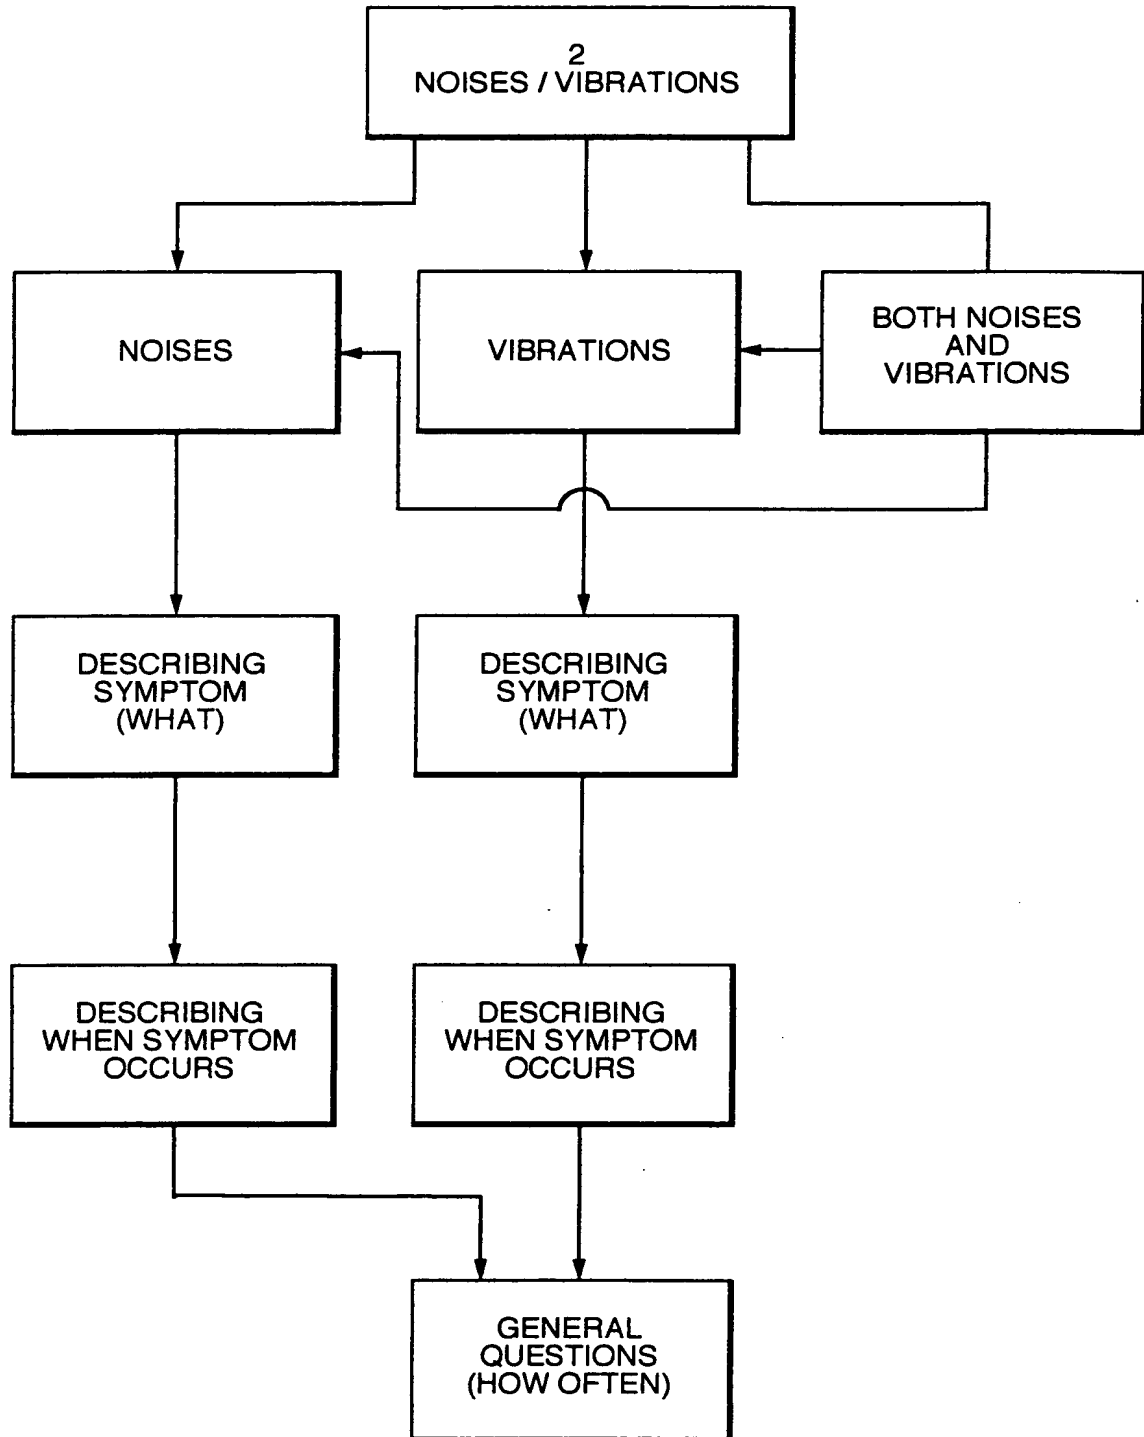 2
NOISES / VIBRATIONS
NOISES
VIBRATIONS
BOTH NOISES
AND
VIBRATIONS
DESCRIBING
SYMPTOM
(WHAT)
DESCRIBING
SYMPTOM
(WHAT)
DESCRIBING
WHEN SYMPTOM
OCCURS
DESCRIBING
WHEN SYMPTOM
OCCURS
GENERAL
QUESTIONS
(HOW OFTEN)